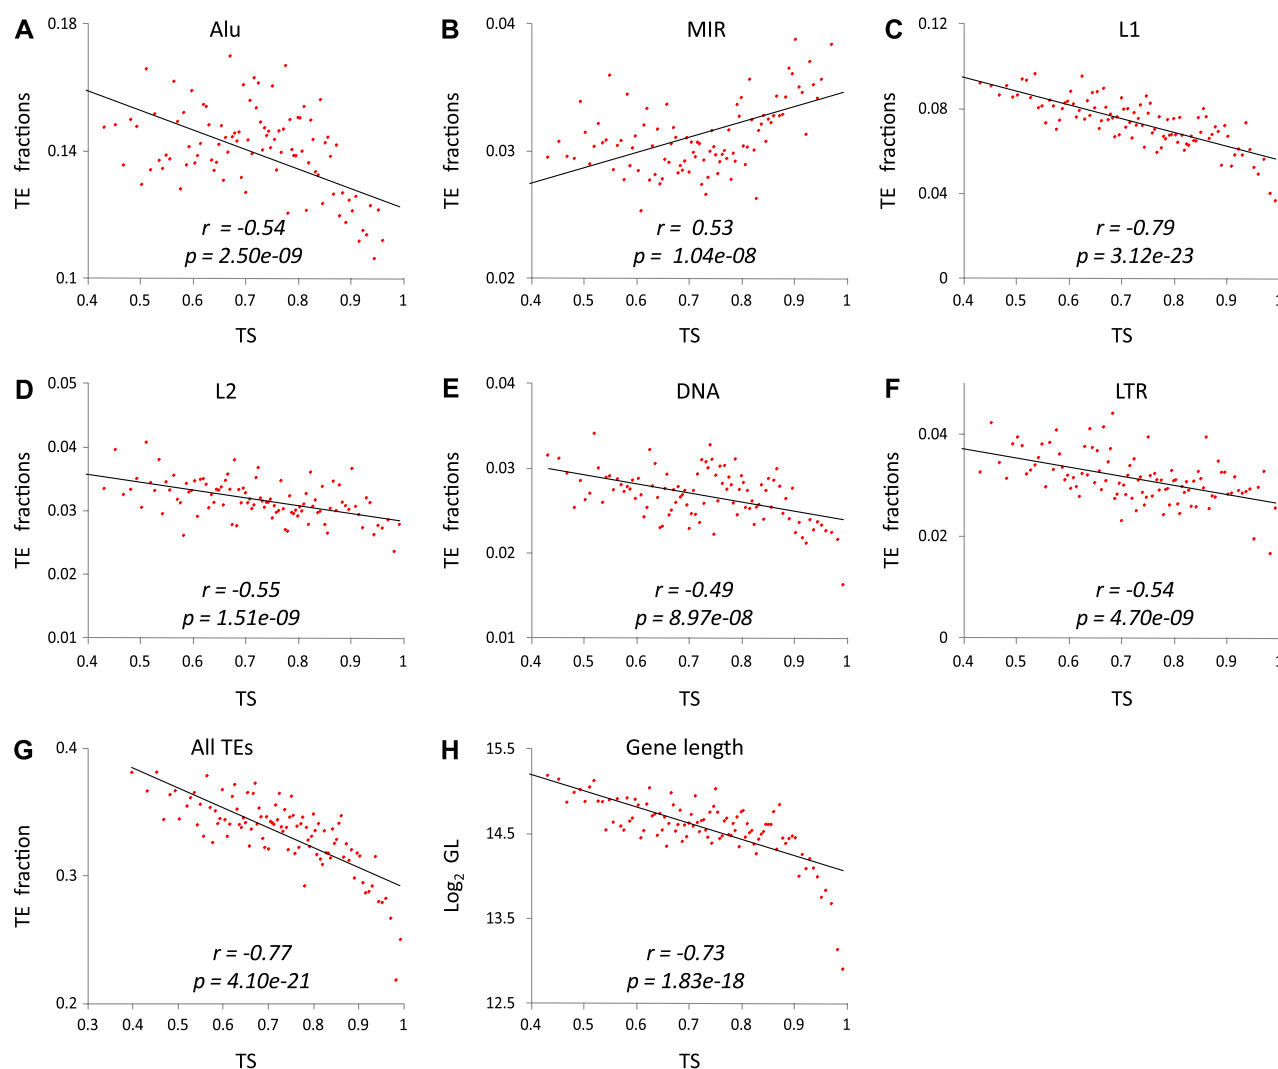 A
Alu
0.18
0.14
0.1
TE fractions
r = -0.54
p = 2.50e-09
0.4 0.5 0.6 0.7 0.8 0.9 1
TS
B
MIR
0.04
0.03
0.02
TE fractions
r = 0.53
p = 1.04e-08
0.4 0.5 0.6 0.7 0.8 0.9 1
TS
C
L1
0.12
0.08
0.04
0
TE fractions
r = -0.79
p = 3.12e-23
0.4 0.5 0.6 0.7 0.8 0.9 1
TS
D
L2
0.05
0.04
0.03
0.02
0.01
TE fractions
r = -0.55
p = 1.51e-09
0.4 0.5 0.6 0.7 0.8 0.9 1
TS
E
DNA
0.04
0.03
0.02
0.01
TE fractions
r = -0.49
p = 8.97e-08
0.4 0.5 0.6 0.7 0.8 0.9 1
TS
F
LTR
0.04
0.02
0
TE fractions
r = -0.54
p = 4.70e-09
0.4 0.5 0.6 0.7 0.8 0.9 1
TS
G
All TEs
0.4
0.3
0.2
TE fraction
r = -0.77
p = 4.10e-21
0.3 0.4 0.5 0.6 0.7 0.8 0.9 1
TS
H
Gene length
15.5
14.5
13.5
12.5
Log₂ GL
r = -0.73
p = 1.83e-18
0.4 0.5 0.6 0.7 0.8 0.9 1
TS